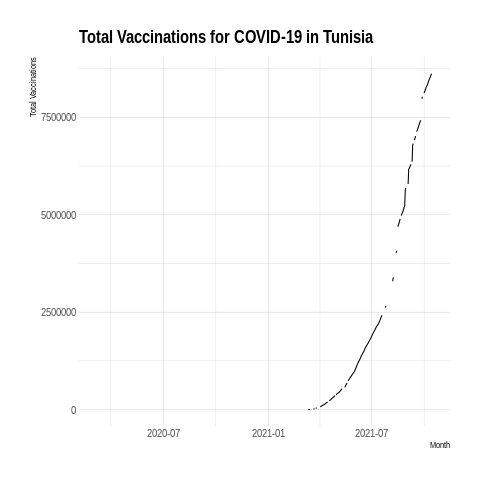 Total Vaccinations for COVID-19 in Tunisia
Total Vaccinations
7500000
5000000
2500000
0
2020-07 2021-01 2021-07
Month